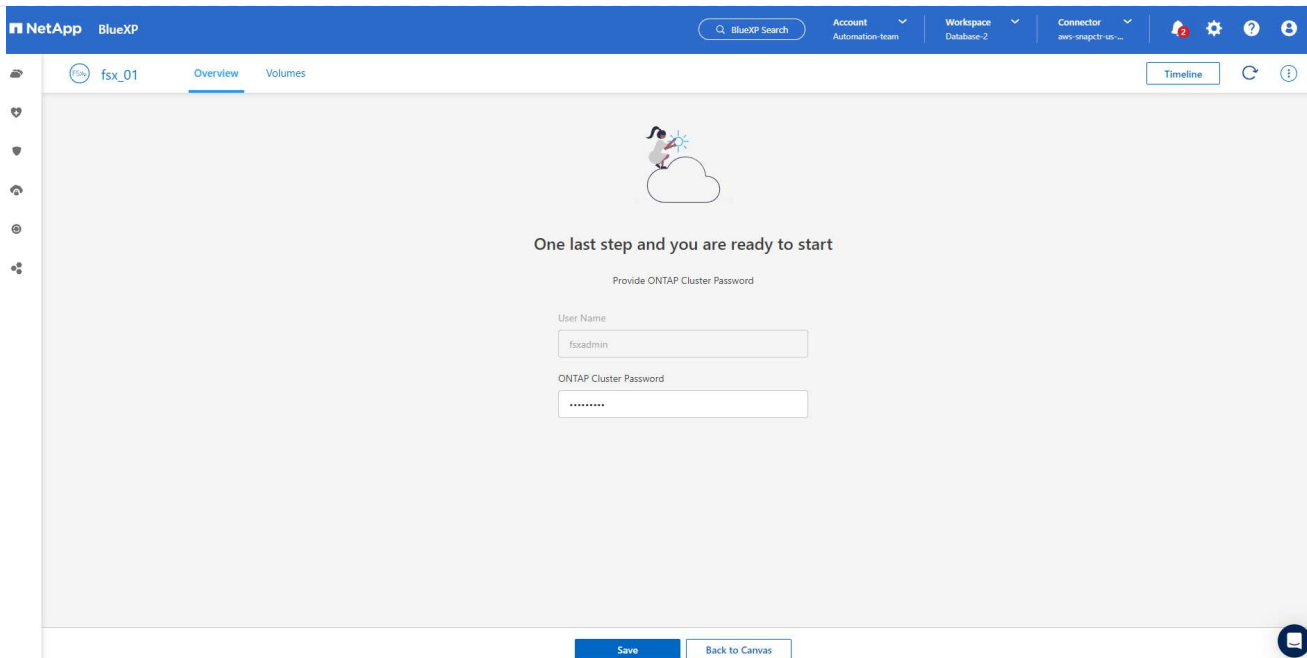 NetApp BlueXP
BlueXP Search
Account
Automation-team
Workspace
Database-2
Connector
aws-snapctr-us-...
2
fsx_01
Overview
Volumes
Timeline
One last step and you are ready to start
Provide ONTAP Cluster Password
User Name
fsxadmin
ONTAP Cluster Password
•••••••••
Save
Back to Canvas